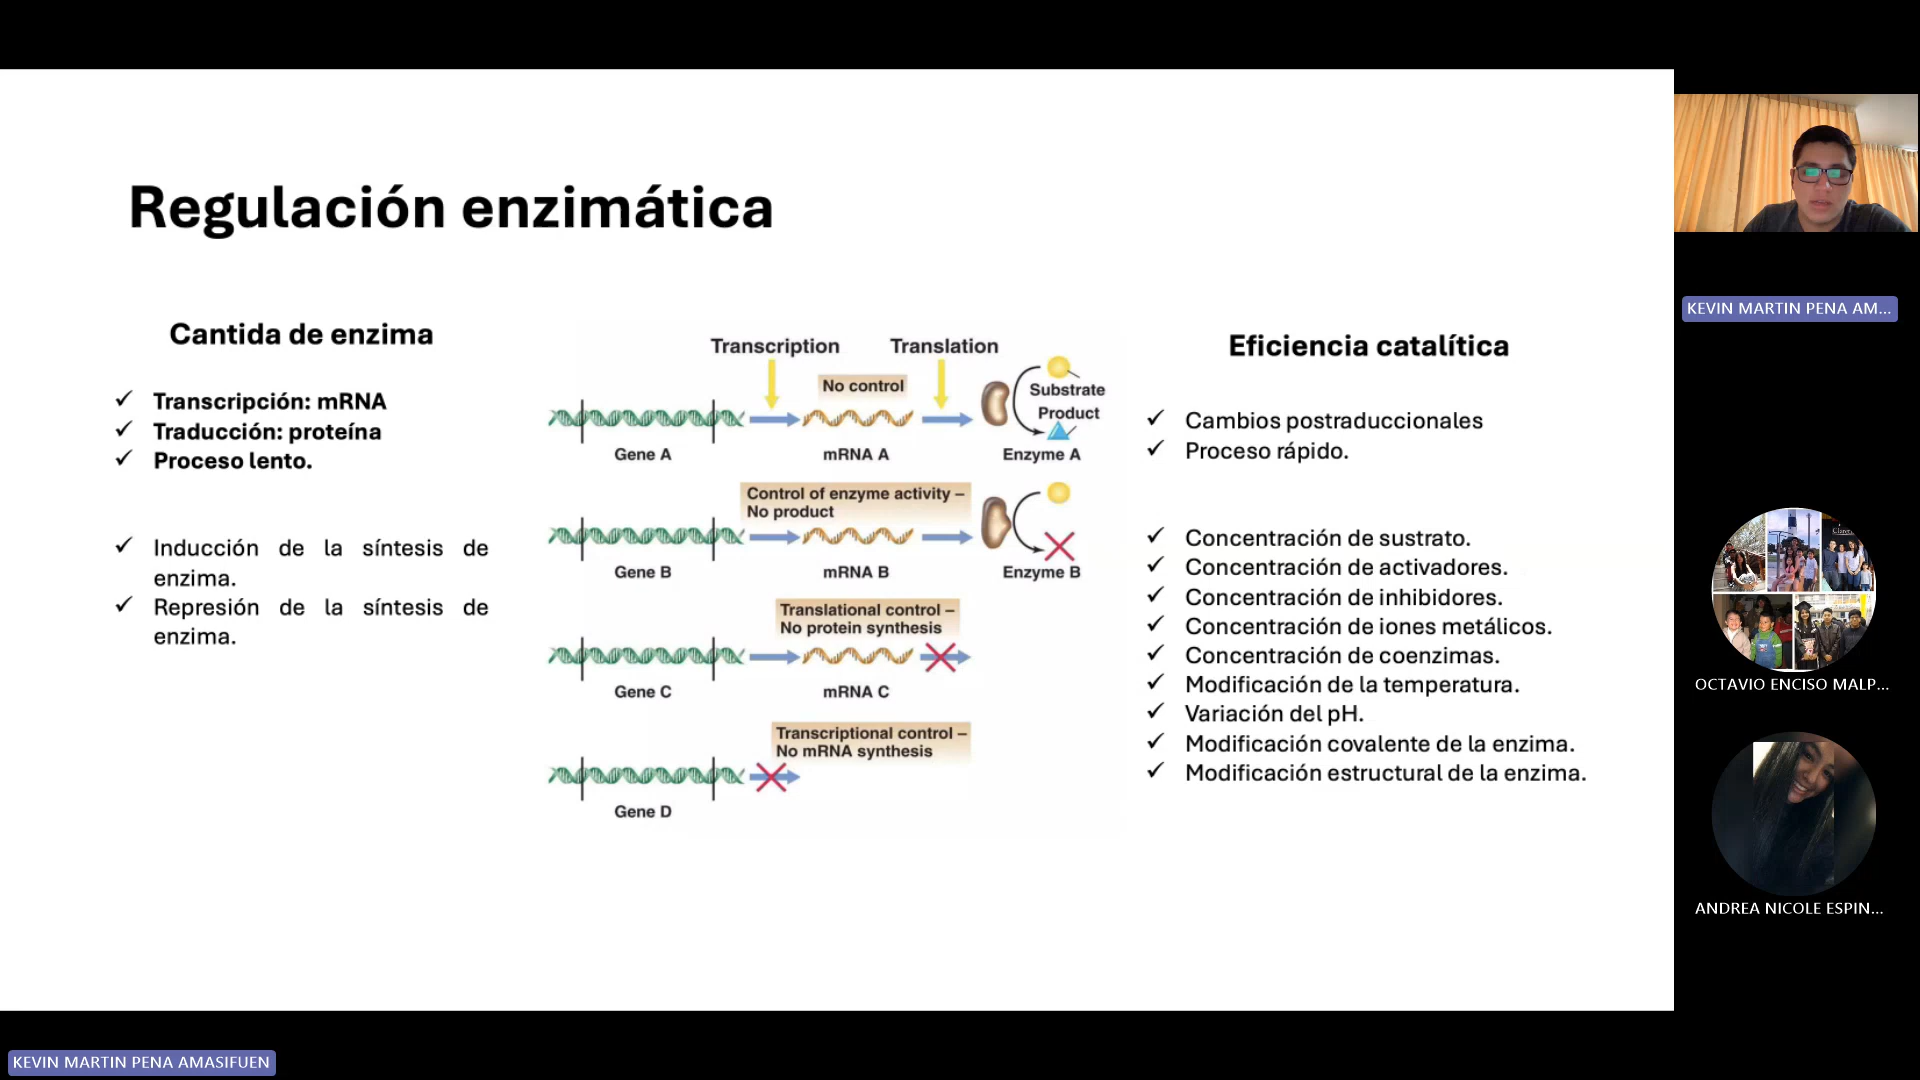 Regulación enzimática
Cantida de enzima
Transcripción: mRNA
Traducción: proteína
Proceso lento.
Inducción de la síntesis de
enzima.
Represión de la síntesis de
enzima.
Transcription
Translation
No control
Substrate
Product
Gene A
mRNA A
Enzyme A
Control of enzyme activity –
No product
Gene B
mRNA B
Enzyme B
Translational control –
No protein synthesis
Gene C
mRNA C
Transcriptional control –
No mRNA synthesis
Gene D
Eficiencia catalítica
Cambios postraduccionales
Proceso rápido.
Concentración de sustrato.
Concentración de activadores.
Concentración de inhibidores.
Concentración de iones metálicos.
Concentración de coenzimas.
Modificación de la temperatura.
Variación del pH.
Modificación covalente de la enzima.
Modificación estructural de la enzima.
KEVIN MARTIN PENA AM...
OCTAVIO ENCISO MALP...
ANDREA NICOLE ESPIN...
KEVIN MARTIN PENA AMASIFUEN